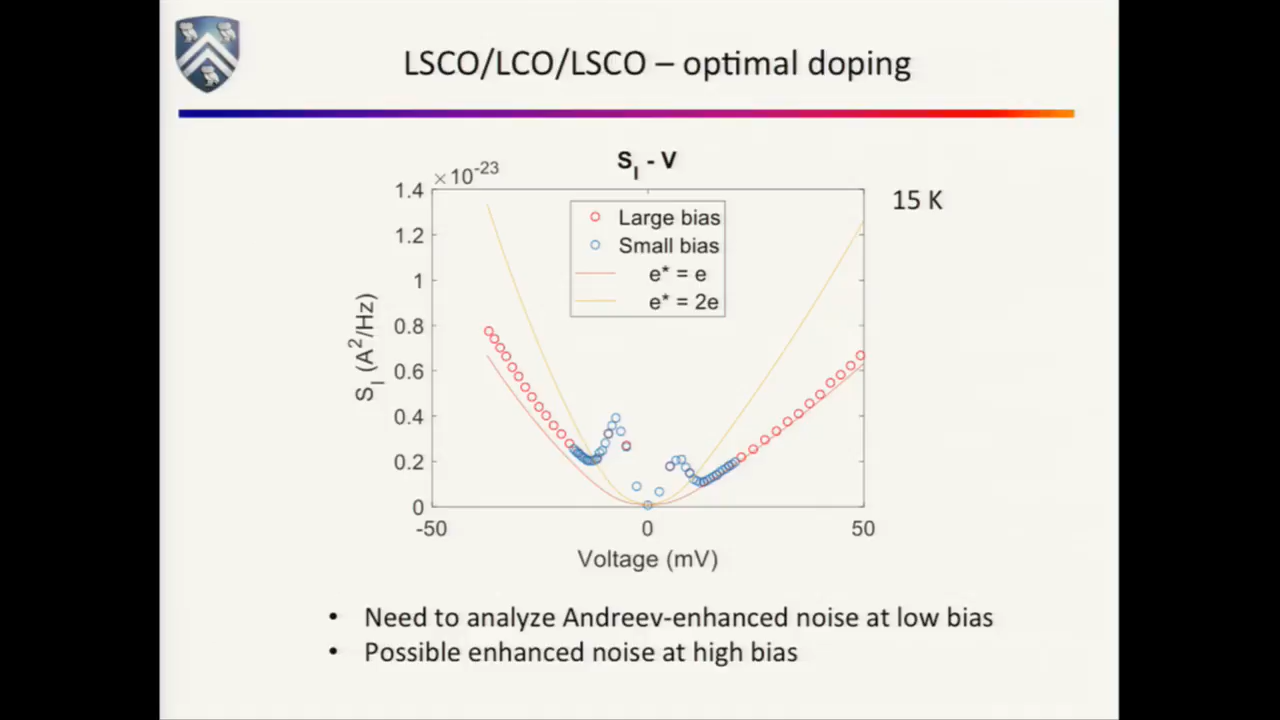 LSCO/LCO/LSCO – optimal doping
S_I - V
×10^-23
15 K
1.4
1.2
1
0.8
0.6
0.4
0.2
0
Large bias
Small bias
e* = e
e* = 2e
S_I (A^2/Hz)
-50
0
50
Voltage (mV)
• Need to analyze Andreev-enhanced noise at low bias
• Possible enhanced noise at high bias